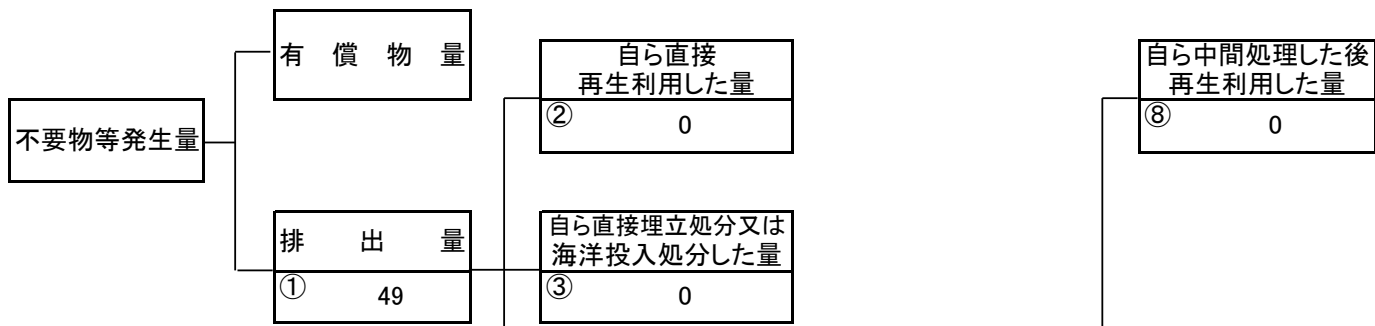 有 償 物 量
自ら直接
再生利用した量
② 0
自ら中間処理した後
再生利用した量
⑧ 0
不要物等発生量
排 出 量
① 49
自ら直接埋立処分又は
海洋投入処分した量
③ 0